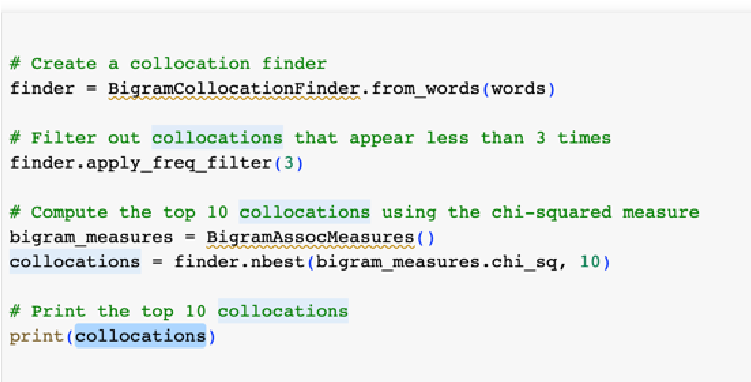 # Create a collocation finder
finder = BigramCollocationFinder.from_words(words)
# Filter out collocations that appear less than 3 times
finder.apply_freq_filter(3)
# Compute the top 10 collocations using the chi-squared measure
bigram_measures = BigramAssocMeasures()
collocations = finder.nbest(bigram_measures.chi_sq, 10)
# Print the top 10 collocations
print(collocations)